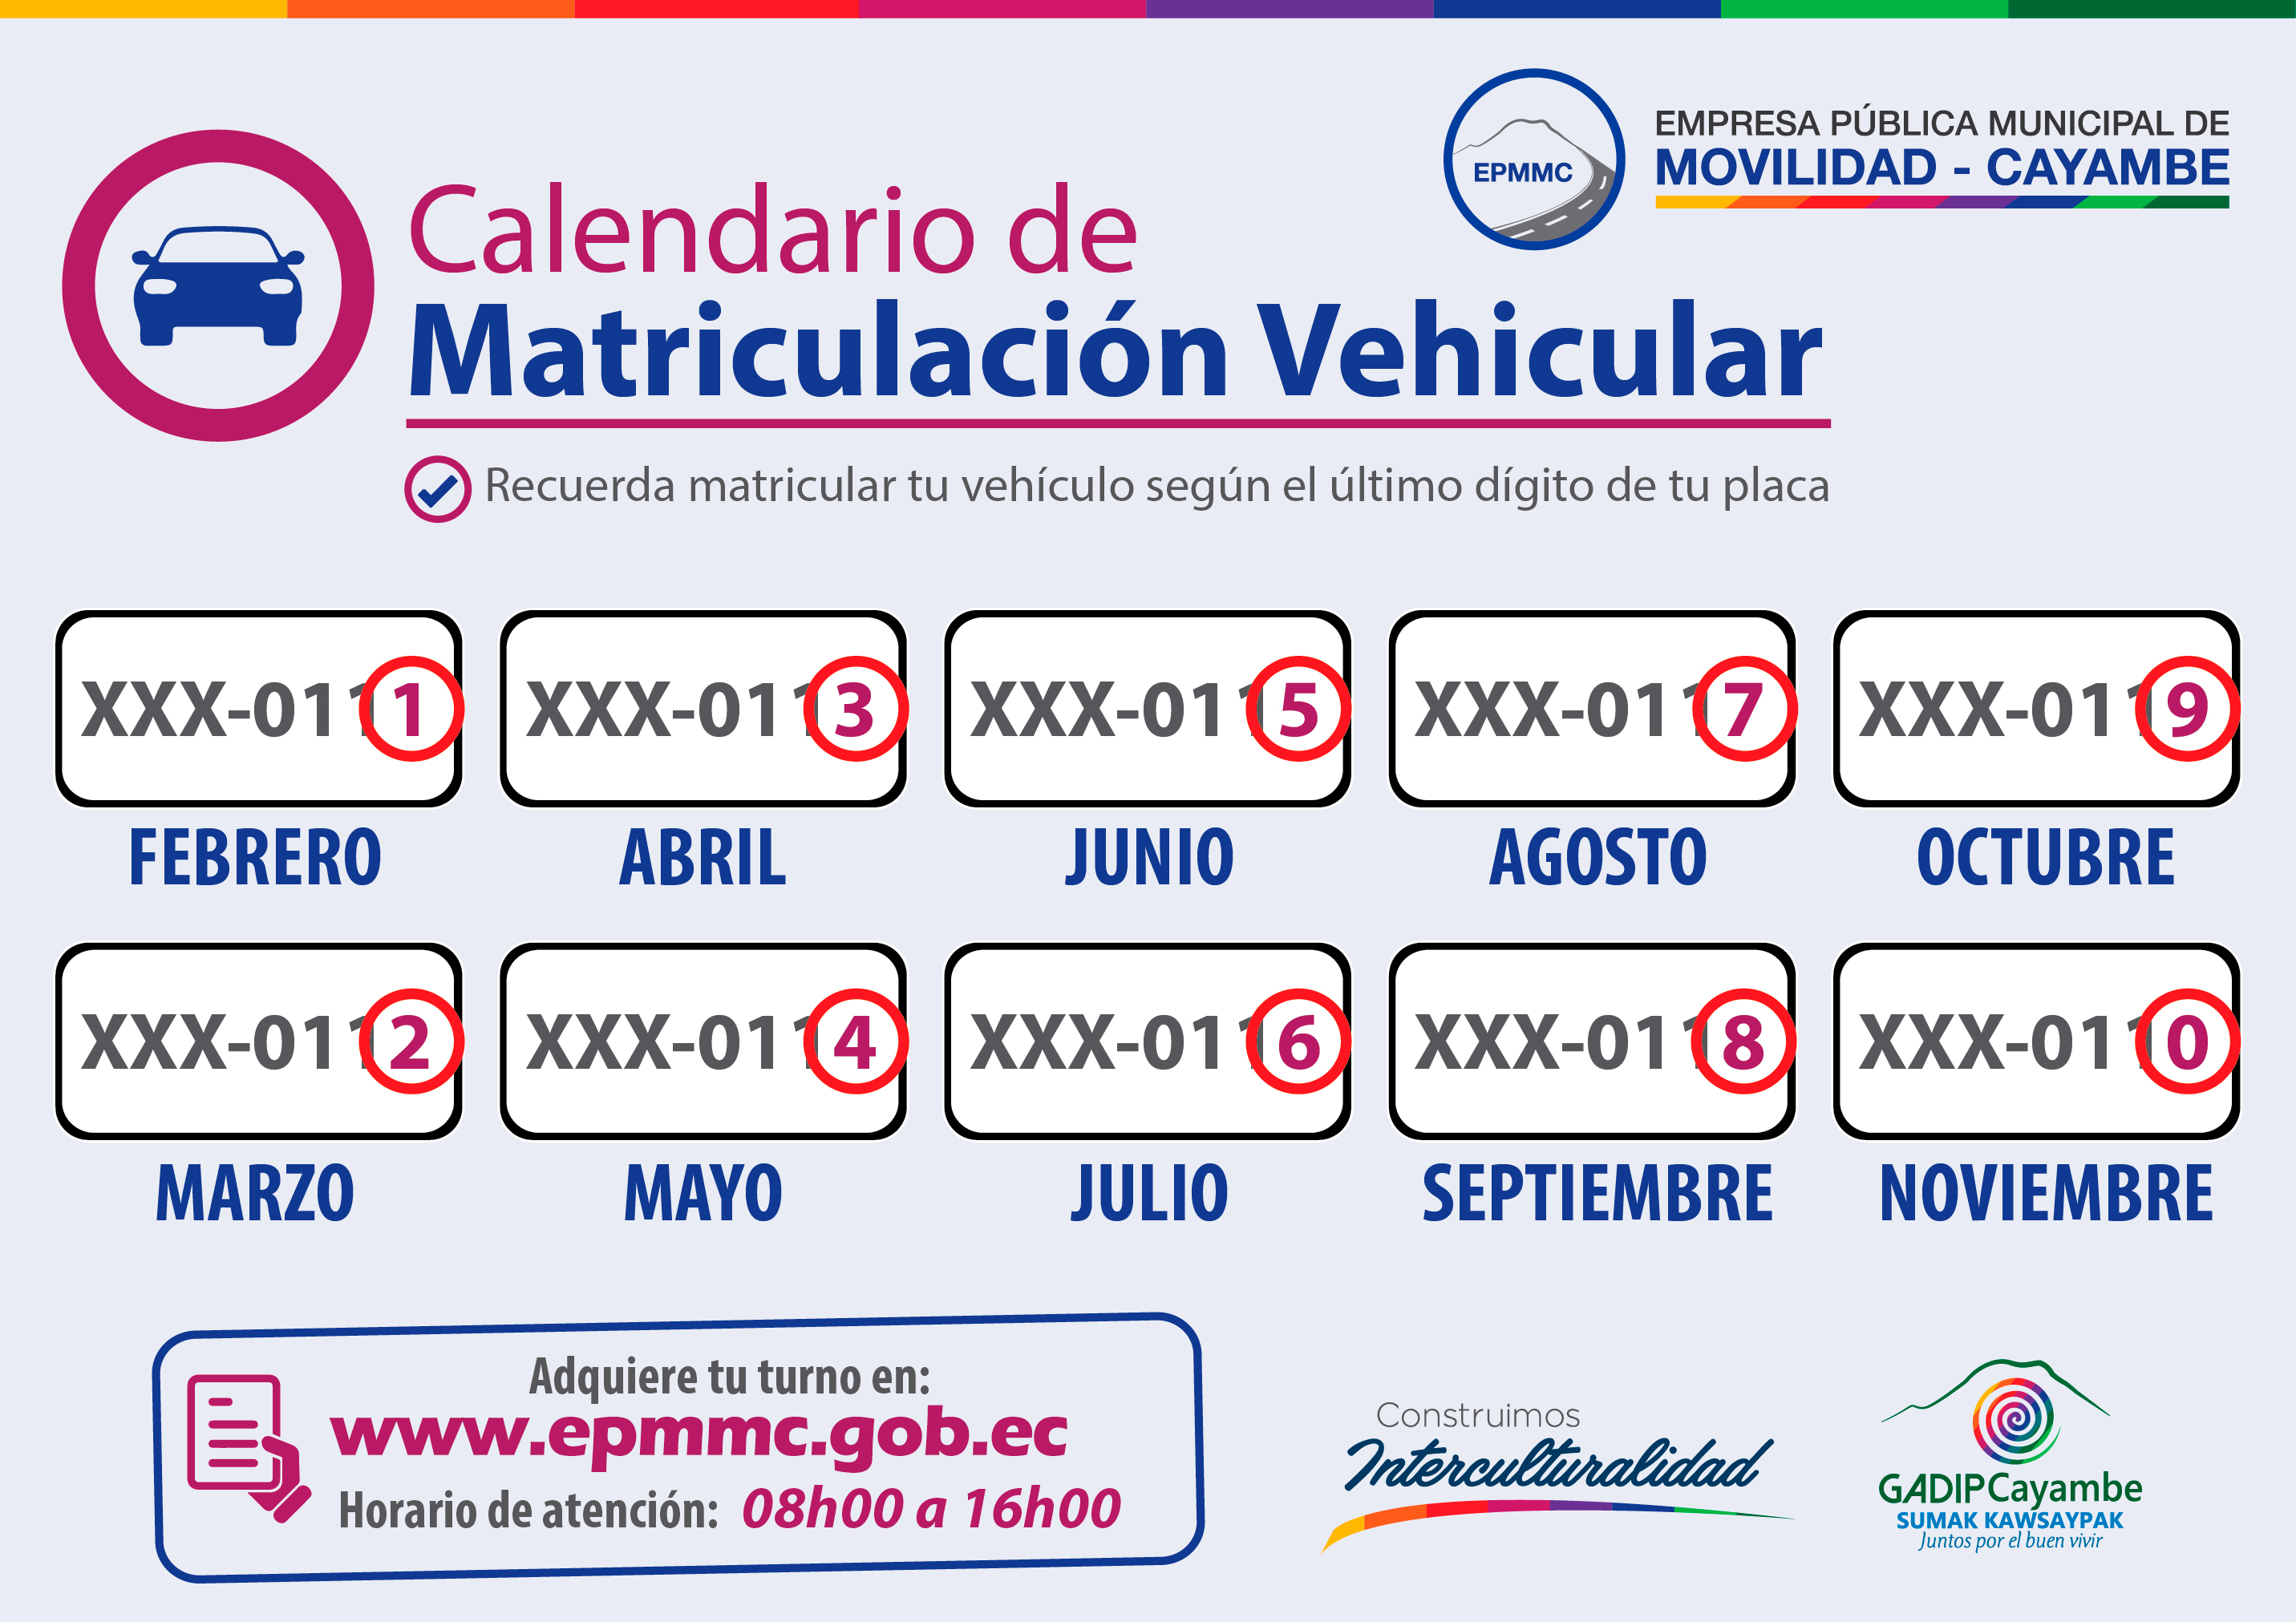 EMPRESA PÚBLICA MUNICIPAL DE
MOVILIDAD - CAYAMBE
EPMMC
Calendario de
Matriculación Vehicular
Recuerda matricular tu vehículo según el último dígito de tu placa
XXX-0111 XXX-0113 XXX-0115 XXX-0117 XXX-0119
FEBRERO ABRIL JUNIO AGOSTO OCTUBRE
XXX-0112 XXX-0114 XXX-0116 XXX-0118 XXX-0110
MARZO MAYO JULIO SEPTIEMBRE NOVIEMBRE
Adquiere tu turno en:
www.epmmc.gob.ec
Horario de atención: 08h00 a 16h00
Construimos
Interculturalidad
GADIPCayambe
SUMAK KAWSAYPAK
Juntos por el buen vivir